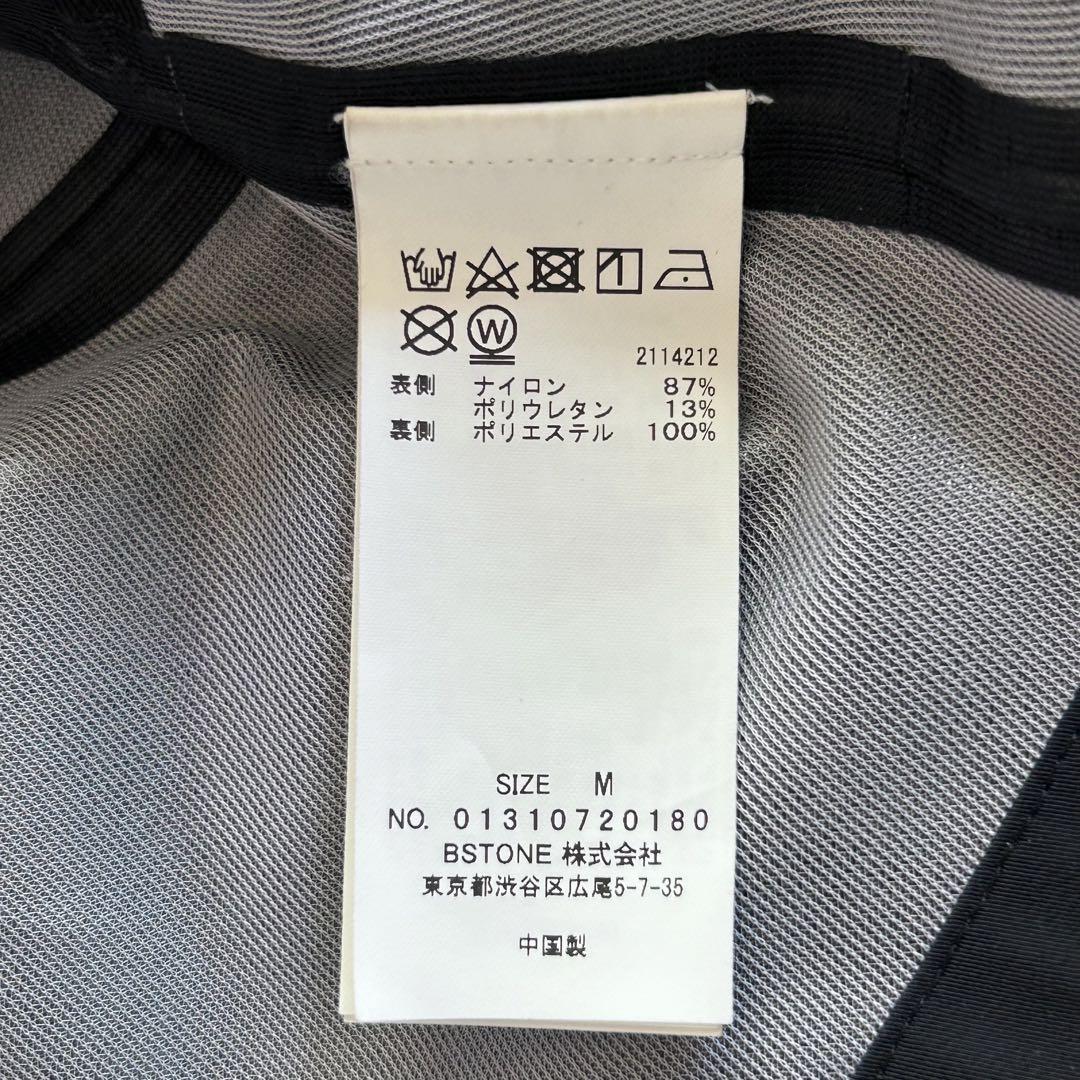 W
2114212
表側 ナイロン 87%
ポリウレタン 13%
裏側 ポリエステル 100%
SIZE M
NO. 01310720180
BSTONE 株式会社
東京都渋谷区広尾5-7-35
中国製